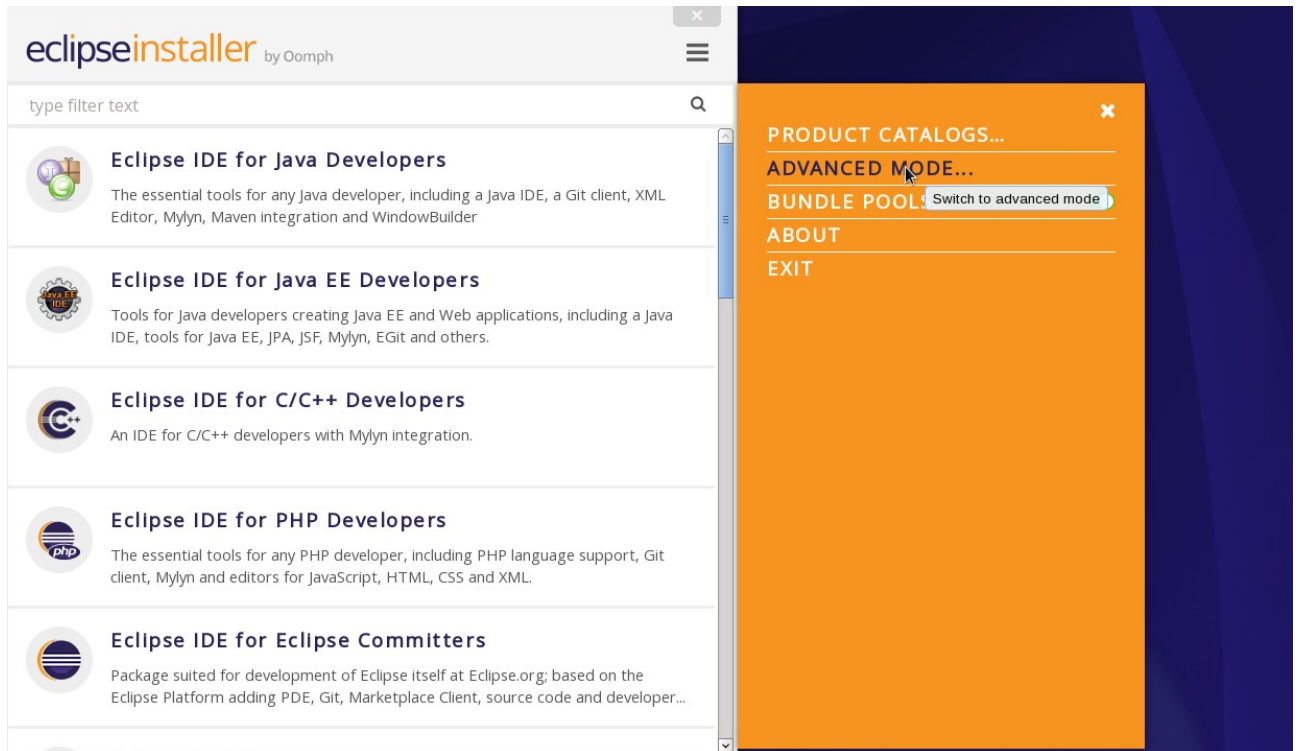 eclipseinstaller by Oomph
type filter text
Eclipse IDE for Java Developers
The essential tools for any Java developer, including a Java IDE, a Git client, XML
Editor, Mylyn, Maven integration and WindowBuilder
Java EE
IDE
Eclipse IDE for Java EE Developers
Tools for Java developers creating Java EE and Web applications, including a Java
IDE, tools for Java EE, JPA, JSF, Mylyn, EGit and others.
C++
Eclipse IDE for C/C++ Developers
An IDE for C/C++ developers with Mylyn integration.
php
Eclipse IDE for PHP Developers
The essential tools for any PHP developer, including PHP language support, Git
client, Mylyn and editors for JavaScript, HTML, CSS and XML.
Eclipse IDE for Eclipse Committers
Package suited for development of Eclipse itself at Eclipse.org; based on the
Eclipse Platform adding PDE, Git, Marketplace Client, source code and developer...
PRODUCT CATALOGS...
ADVANCED MODE...
BUNDLE POOLS
Switch to advanced mode
ABOUT
EXIT